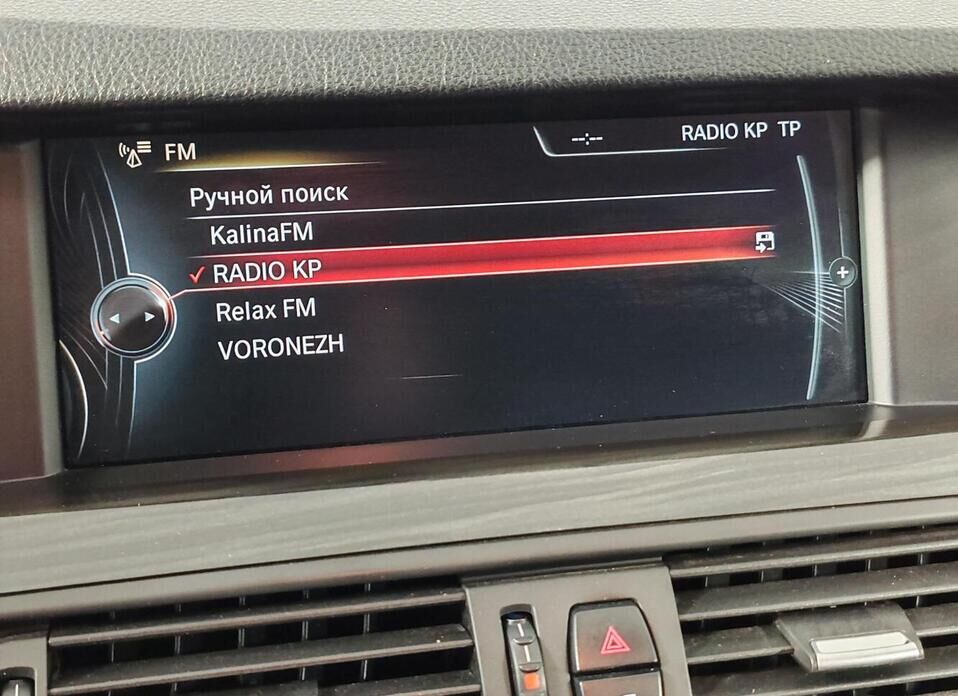 FM
--:--
RADIO KP TP
Ручной поиск
KalinaFM
✓ RADIO KP
Relax FM
VORONEZH